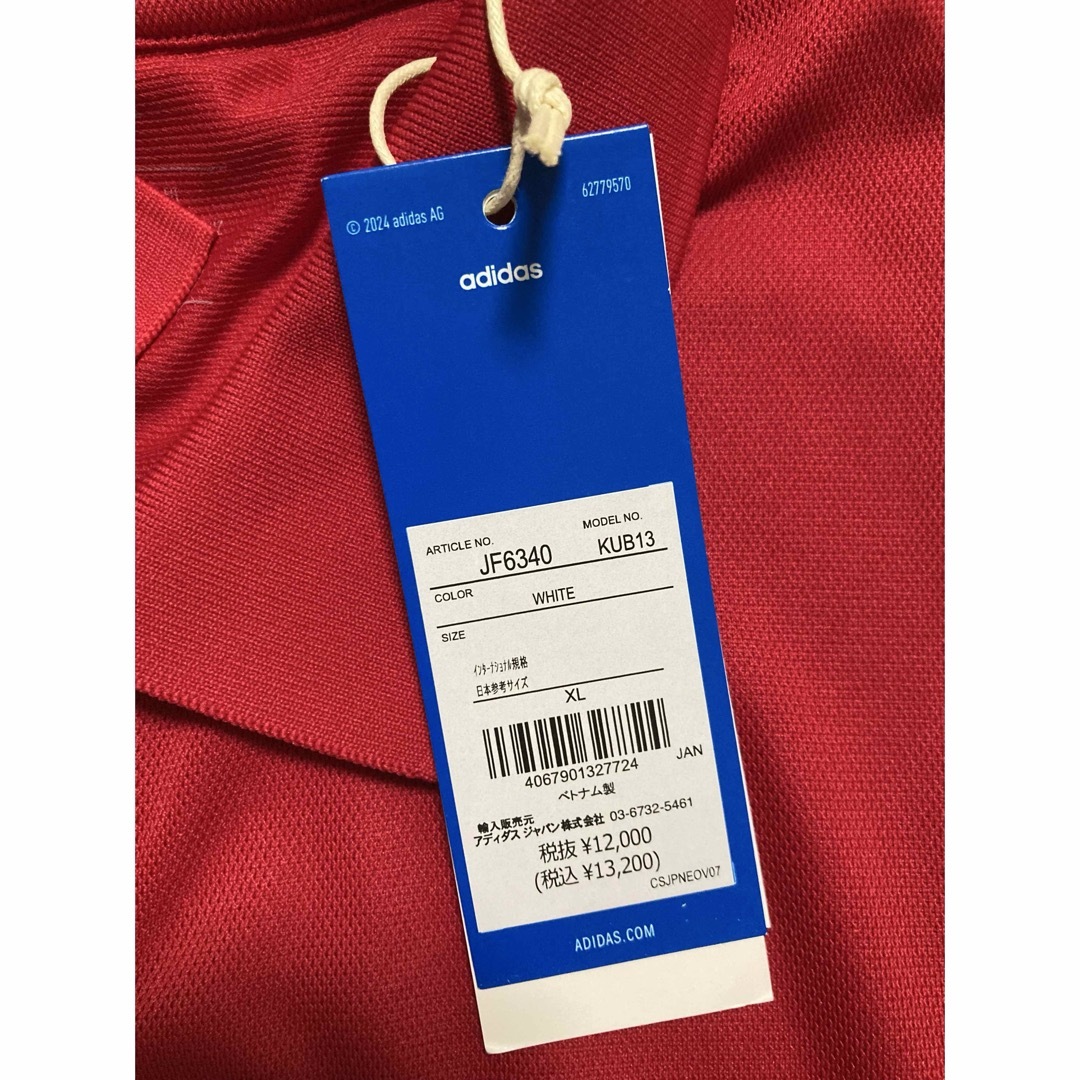 © 2024 adidas AG
62779570
adidas
ARTICLE NO.
JF6340
MODEL NO.
KUB13
COLOR
WHITE
SIZE
ｲﾝﾀｰﾅｼｮﾅﾙ規格
日本参考サイズ
XL
4067901327724
JAN
ベトナム製
輸入販売元
アディダス ジャパン株式会社 03-6732-5461
税抜 ¥12,000
(税込 ¥13,200)
CSJPNEOV07
ADIDAS.COM